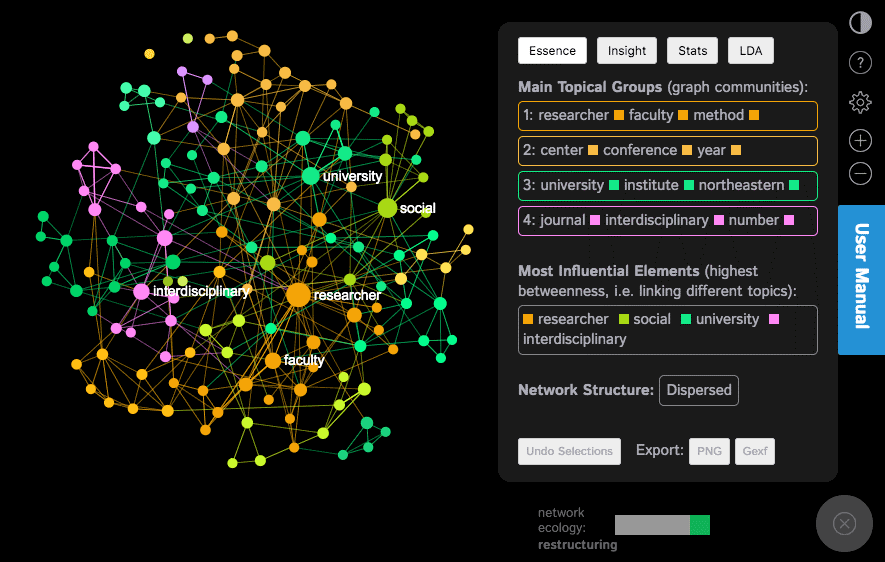 university
social
interdisciplinary
researcher
faculty
Essence
Insight
Stats
LDA
Main Topical Groups (graph communities):
1: researcher faculty method
2: center conference year
3: university institute northeastern
4: journal interdisciplinary number
Most Influential Elements (highest
betweenness, i.e. linking different topics):
researcher social university
interdisciplinary
Network Structure: Dispersed
Undo Selections
Export:
PNG
Gexf
network
ecology:
restructuring
?
User Manual